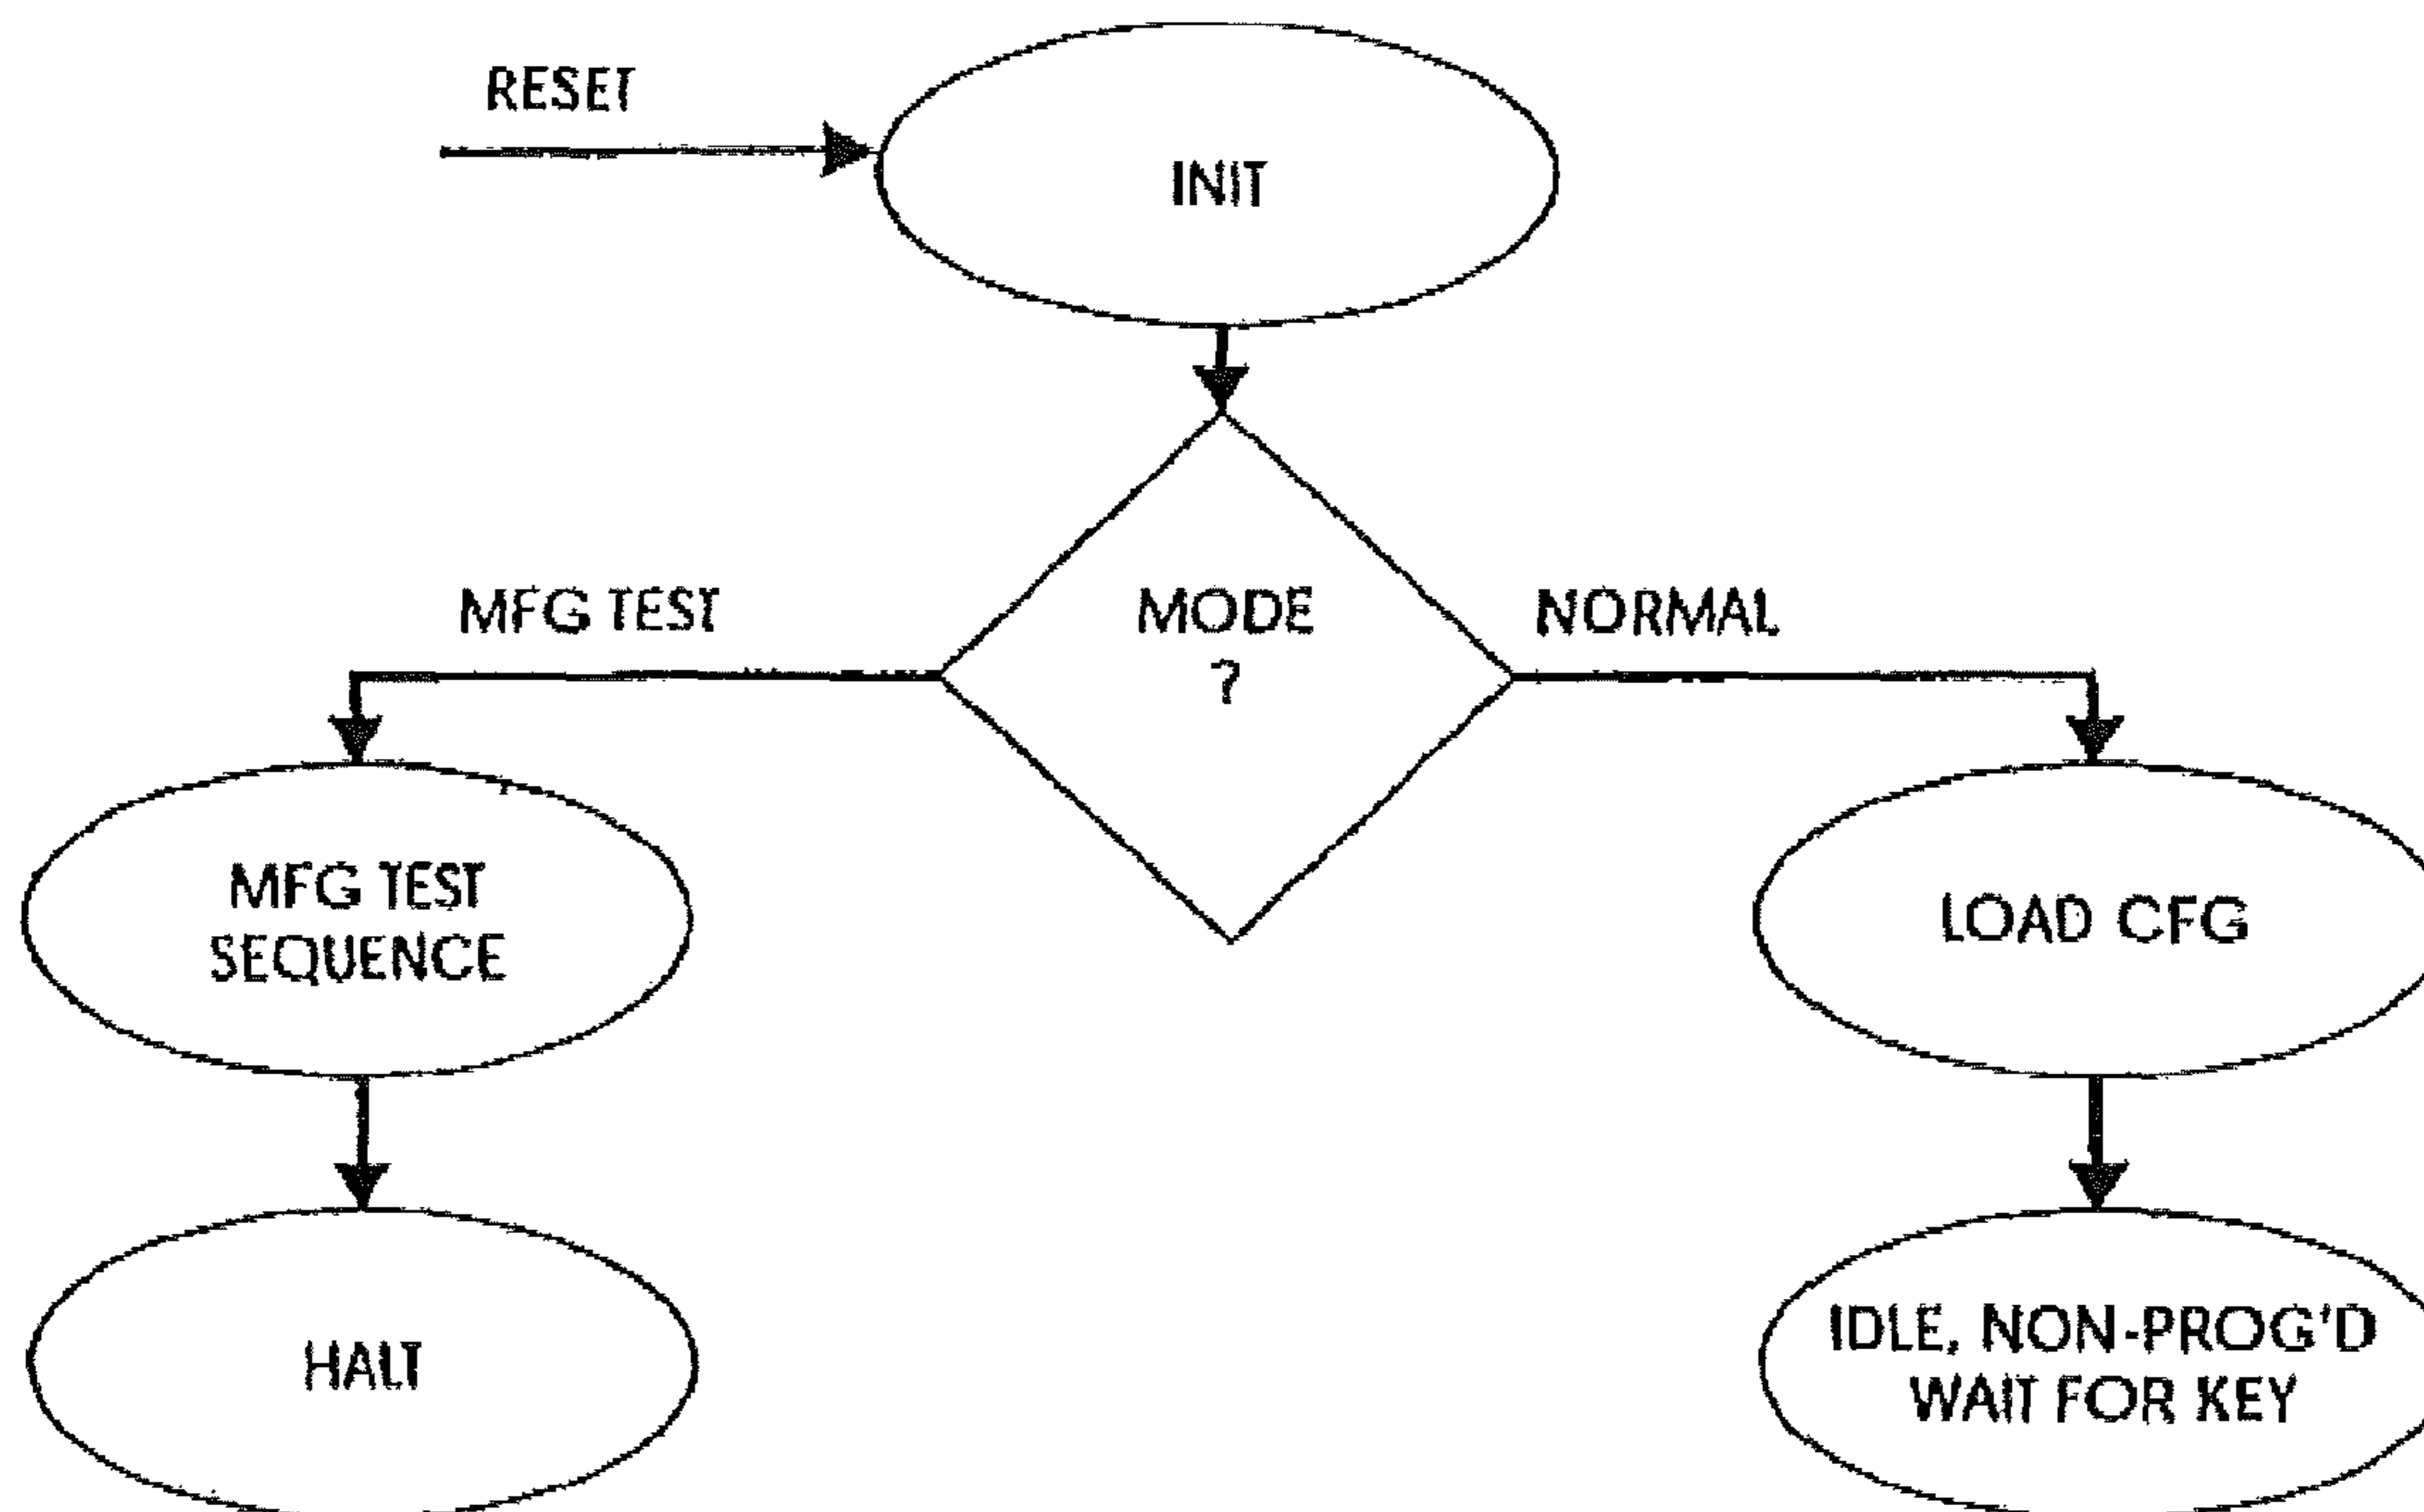 RESET
INIT
MFG TEST
MODE
?
NORMAL
MFG TEST
SEQUENCE
LOAD CFG
HALT
IDLE, NON-PROG'D
WAIT FOR KEY